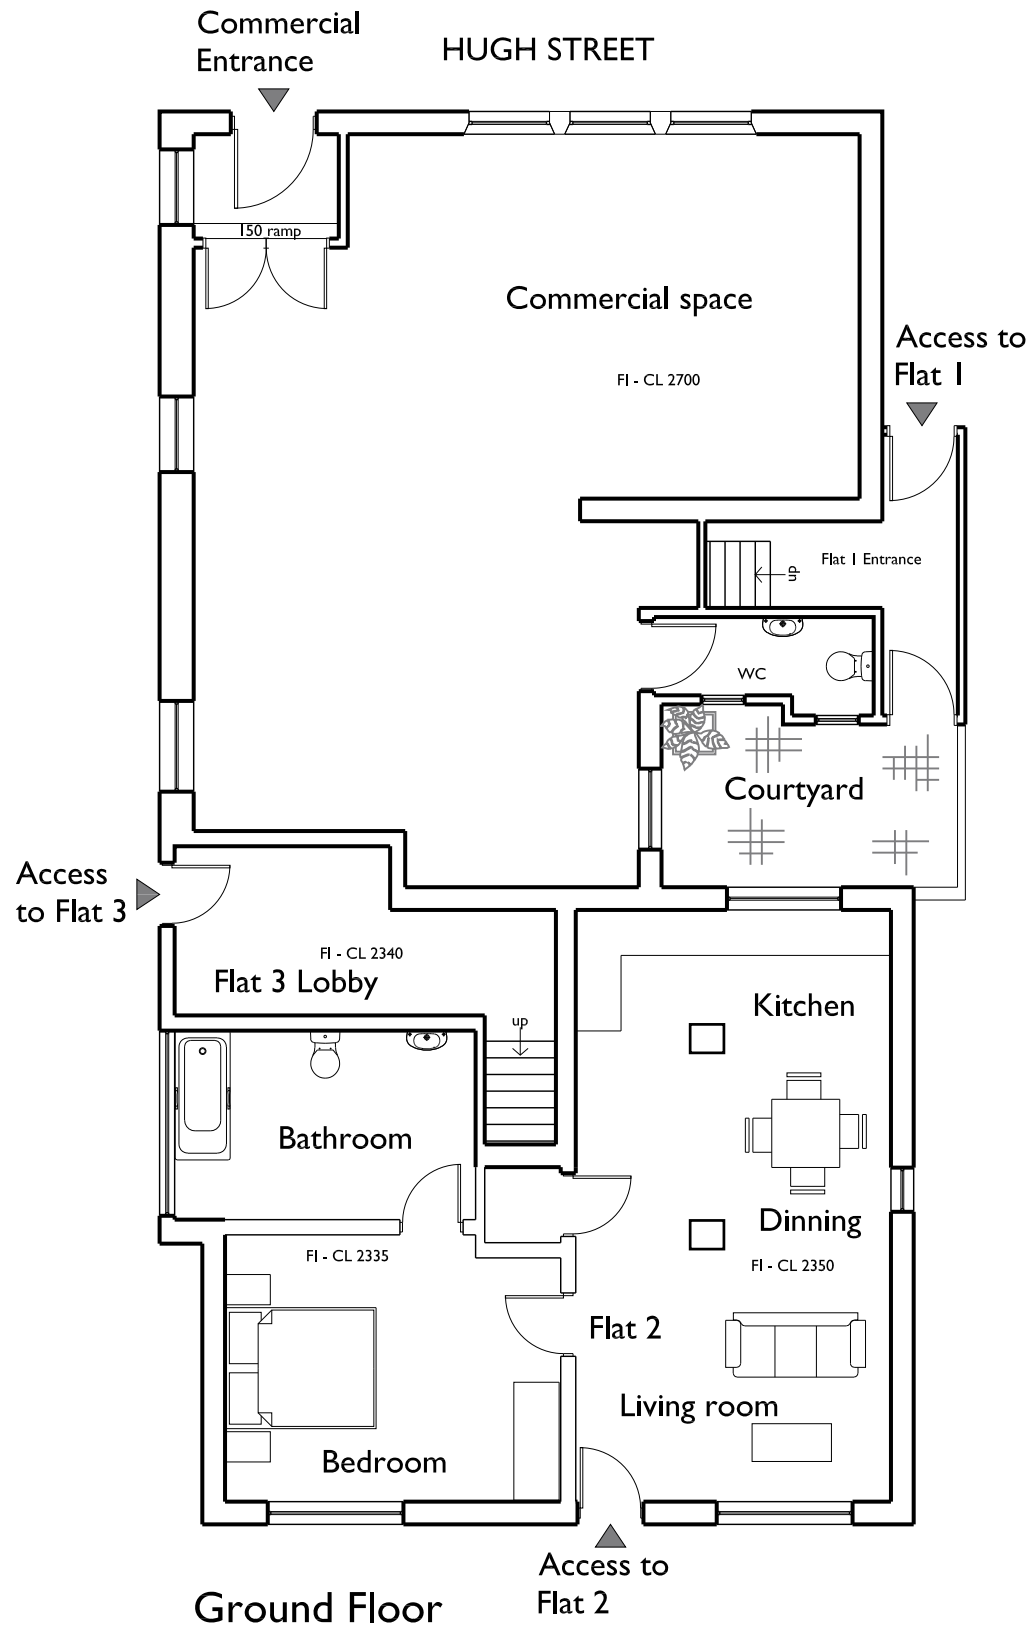 Commercial
Entrance
HUGH STREET
150 ramp
Commercial space
Fl - CL 2700
Access to
Flat 1
Flat 1 Entrance
up
WC
Courtyard
Access
to Flat 3
Fl - CL 2340
Flat 3 Lobby
up
Kitchen
Bathroom
Dinning
Fl - CL 2335
Fl - CL 2350
Flat 2
Living room
Bedroom
Access to
Flat 2
Ground Floor